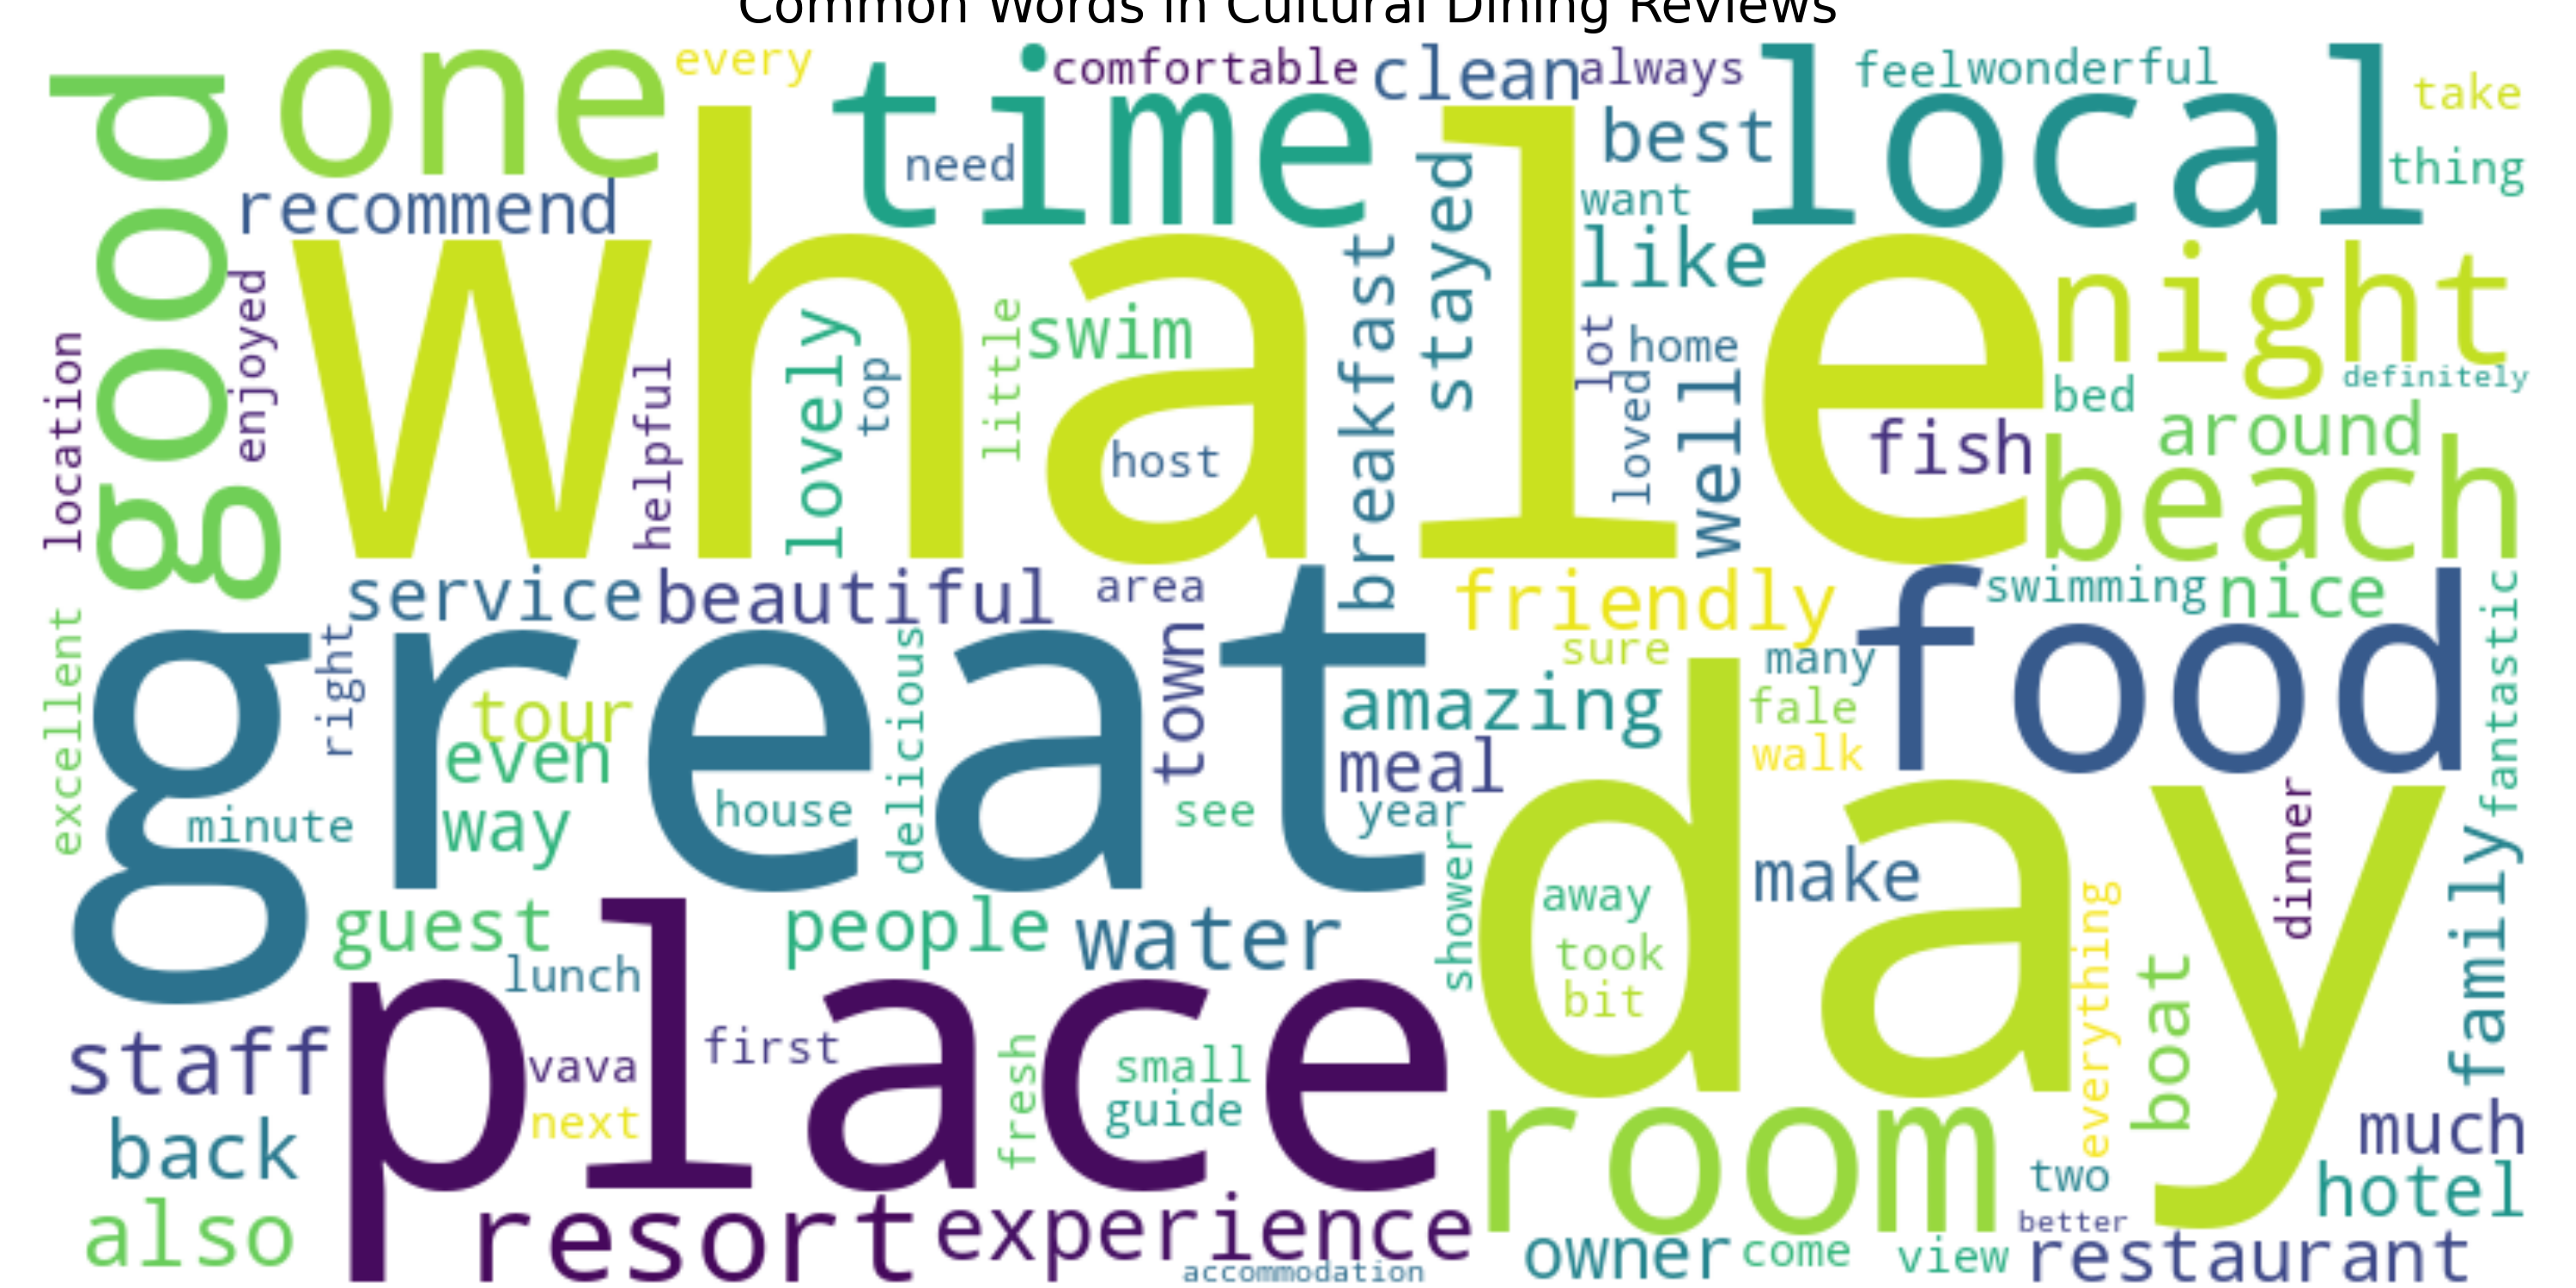 Common Words in Cultural Dining Reviews
good
one
every
time
comfortable
clean
always
local
feel
wonderful
take
need
best
thing
recommend
want
whale
stayed
like
night
enjoyed
location
lovely
top
little
swim
breakfast
lot
home
bed
definitely
helpful
host
loved
well
fish
around
beach
service
beautiful
area
friendly
food
swimming
nice
fantastic
excellent
great
right
delicious
town
sure
many
tour
even
amazing
fale
meal
walk
minute
way
house
see
year
day
dinner
shower
make
away
took
bit
family
guest
people
water
everything
boat
lunch
place
staff
vava
first
fresh
small
guide
next
back
room
much
two
hotel
also
resort
experience
better
owner
come
view
restaurant
accommodation